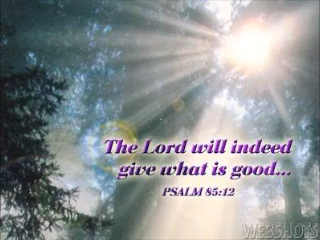 The Lord will indeed
give what is good...
PSALM 85:12
WEBSHOTS